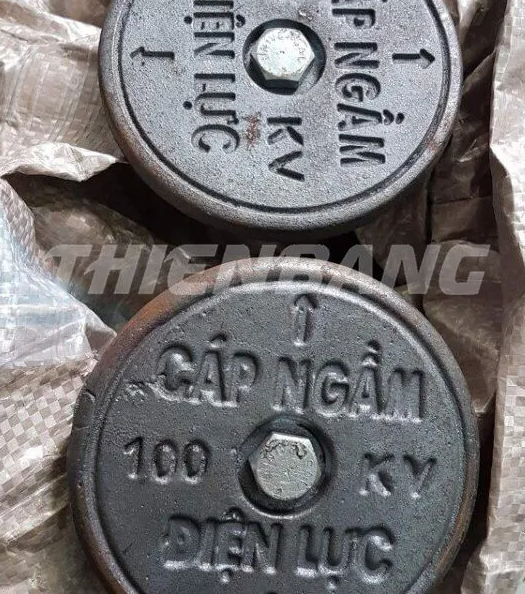 CÁP NGẦM
KV
ĐIỆN LỰC
THIENBANG
CÁP NGẦM
100 KV
ĐIỆN LỰC